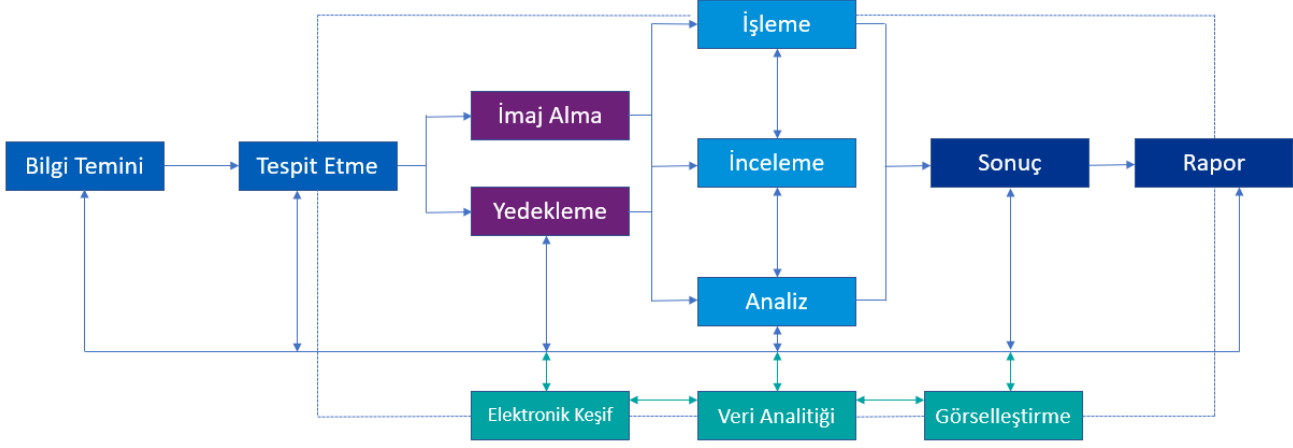 İşleme
İmaj Alma
Bilgi Temini
Tespit Etme
İnceleme
Sonuç
Rapor
Yedekleme
Analiz
Elektronik Keşif
Veri Analitiği
Görselleştirme